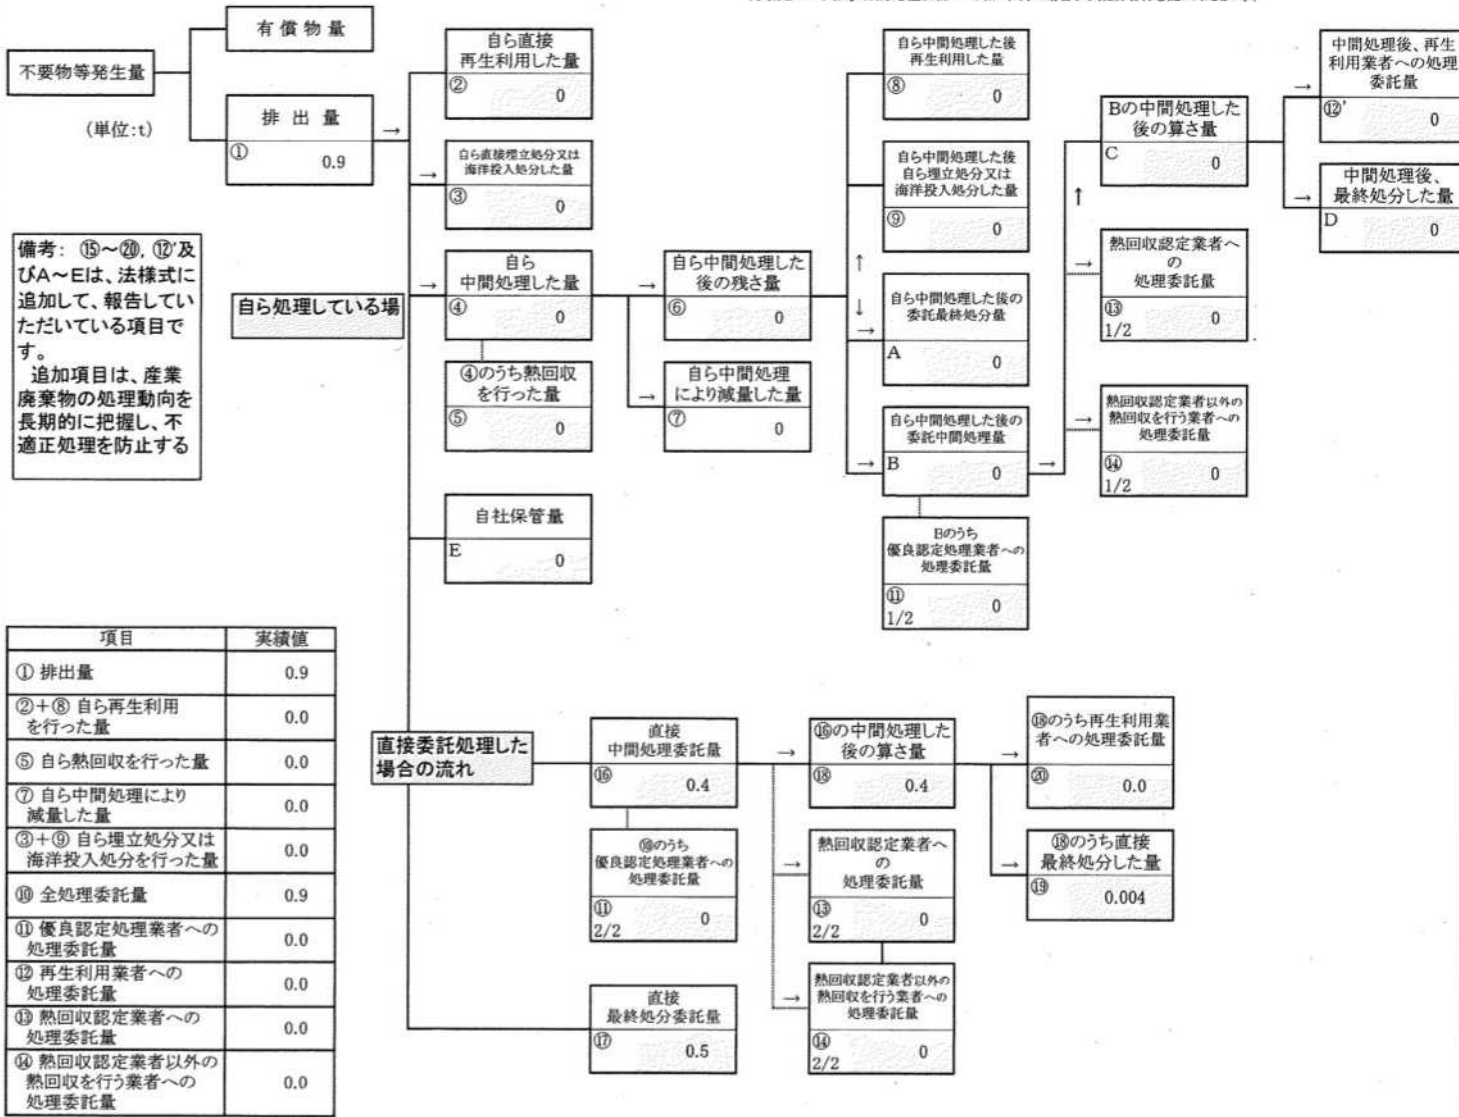 不要物等発生量
(単位:t)
有償物量
排出量
→
①
0.9
備考: ⑮~⑳, ⑫'及
びA~Eは、法様式に
追加して、報告してい
ただいている項目で
す。
追加項目は、産業
廃棄物の処理動向を
長期的に把握し、不
適正処理を防止する
自ら処理している場
自ら直接
再生利用した量
②
0
→
自ら直接埋立処分又は
海洋投入処分した量
③
0
→
自ら
中間処理した量
④
0
④のうち熱回収
を行った量
⑤
0
→
自ら中間処理した
後の残さ量
⑥
0
→
自ら中間処理
により減量した量
⑦
0
自社保管量
E
0
自ら中間処理した後
再生利用した量
⑧
0
自ら中間処理した後
自ら埋立処分又は
海洋投入処分した量
⑨
0
↑
↓
→
自ら中間処理した後の
委託最終処分量
A
0
→
自ら中間処理した後の
委託中間処理量
B
0
→
Bのうち
優良認定処理業者への
処理委託量
⑪
1/2
0
Bの中間処理した
後の算さ量
C
0
↑
→
熱回収認定業者へ
の
処理委託量
⑬
1/2
0
→
熱回収認定業者以外の
熱回収を行う業者への
処理委託量
⑭
1/2
0
→
中間処理後、再生
利用業者への処理
委託量
⑫'
0
→
中間処理後、
最終処分した量
D
0
項目 実績値
① 排出量 0.9
②+⑧ 自ら再生利用
を行った量 0.0
⑤ 自ら熱回収を行った量 0.0
⑦ 自ら中間処理により
減量した量 0.0
③+⑨ 自ら埋立処分又は
海洋投入処分を行った量 0.0
⑩ 全処理委託量 0.9
⑪ 優良認定処理業者への
処理委託量 0.0
⑫ 再生利用業者への
処理委託量 0.0
⑬ 熱回収認定業者への
処理委託量 0.0
⑭ 熱回収認定業者以外の
熱回収を行う業者への
処理委託量 0.0
直接委託処理した
場合の流れ
直接
中間処理委託量
⑯
0.4
⑩のうち
優良認定処理業者への
処理委託量
⑪
2/2
0
直接
最終処分委託量
⑰
0.5
→
⑯の中間処理した
後の算さ量
⑱
0.4
→
熱回収認定業者へ
の
処理委託量
⑬
2/2
0
→
熱回収認定業者以外の
熱回収を行う業者への
処理委託量
⑭
2/2
0
→
⑱のうち再生利用業
者への処理委託量
⑳
0.0
→
⑱のうち直接
最終処分した量
⑲
0.004